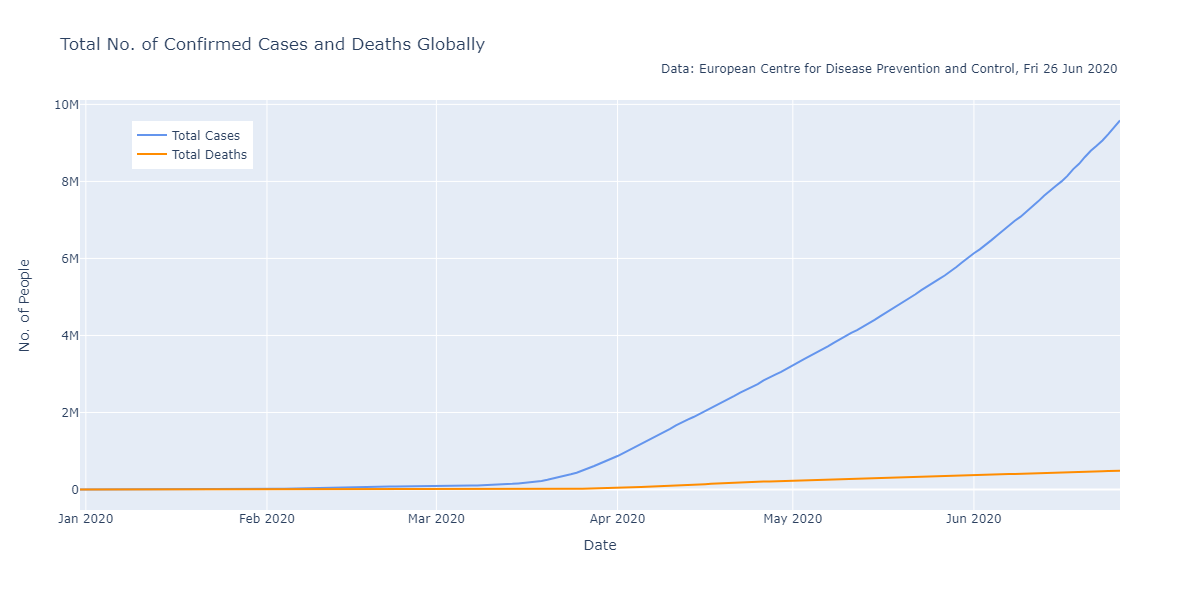 Total No. of Confirmed Cases and Deaths Globally
Data: European Centre for Disease Prevention and Control, Fri 26 Jun 2020
10M
8M
6M
4M
2M
0
No. of People
Total Cases
Total Deaths
Jan 2020
Feb 2020
Mar 2020
Apr 2020
May 2020
Jun 2020
Date